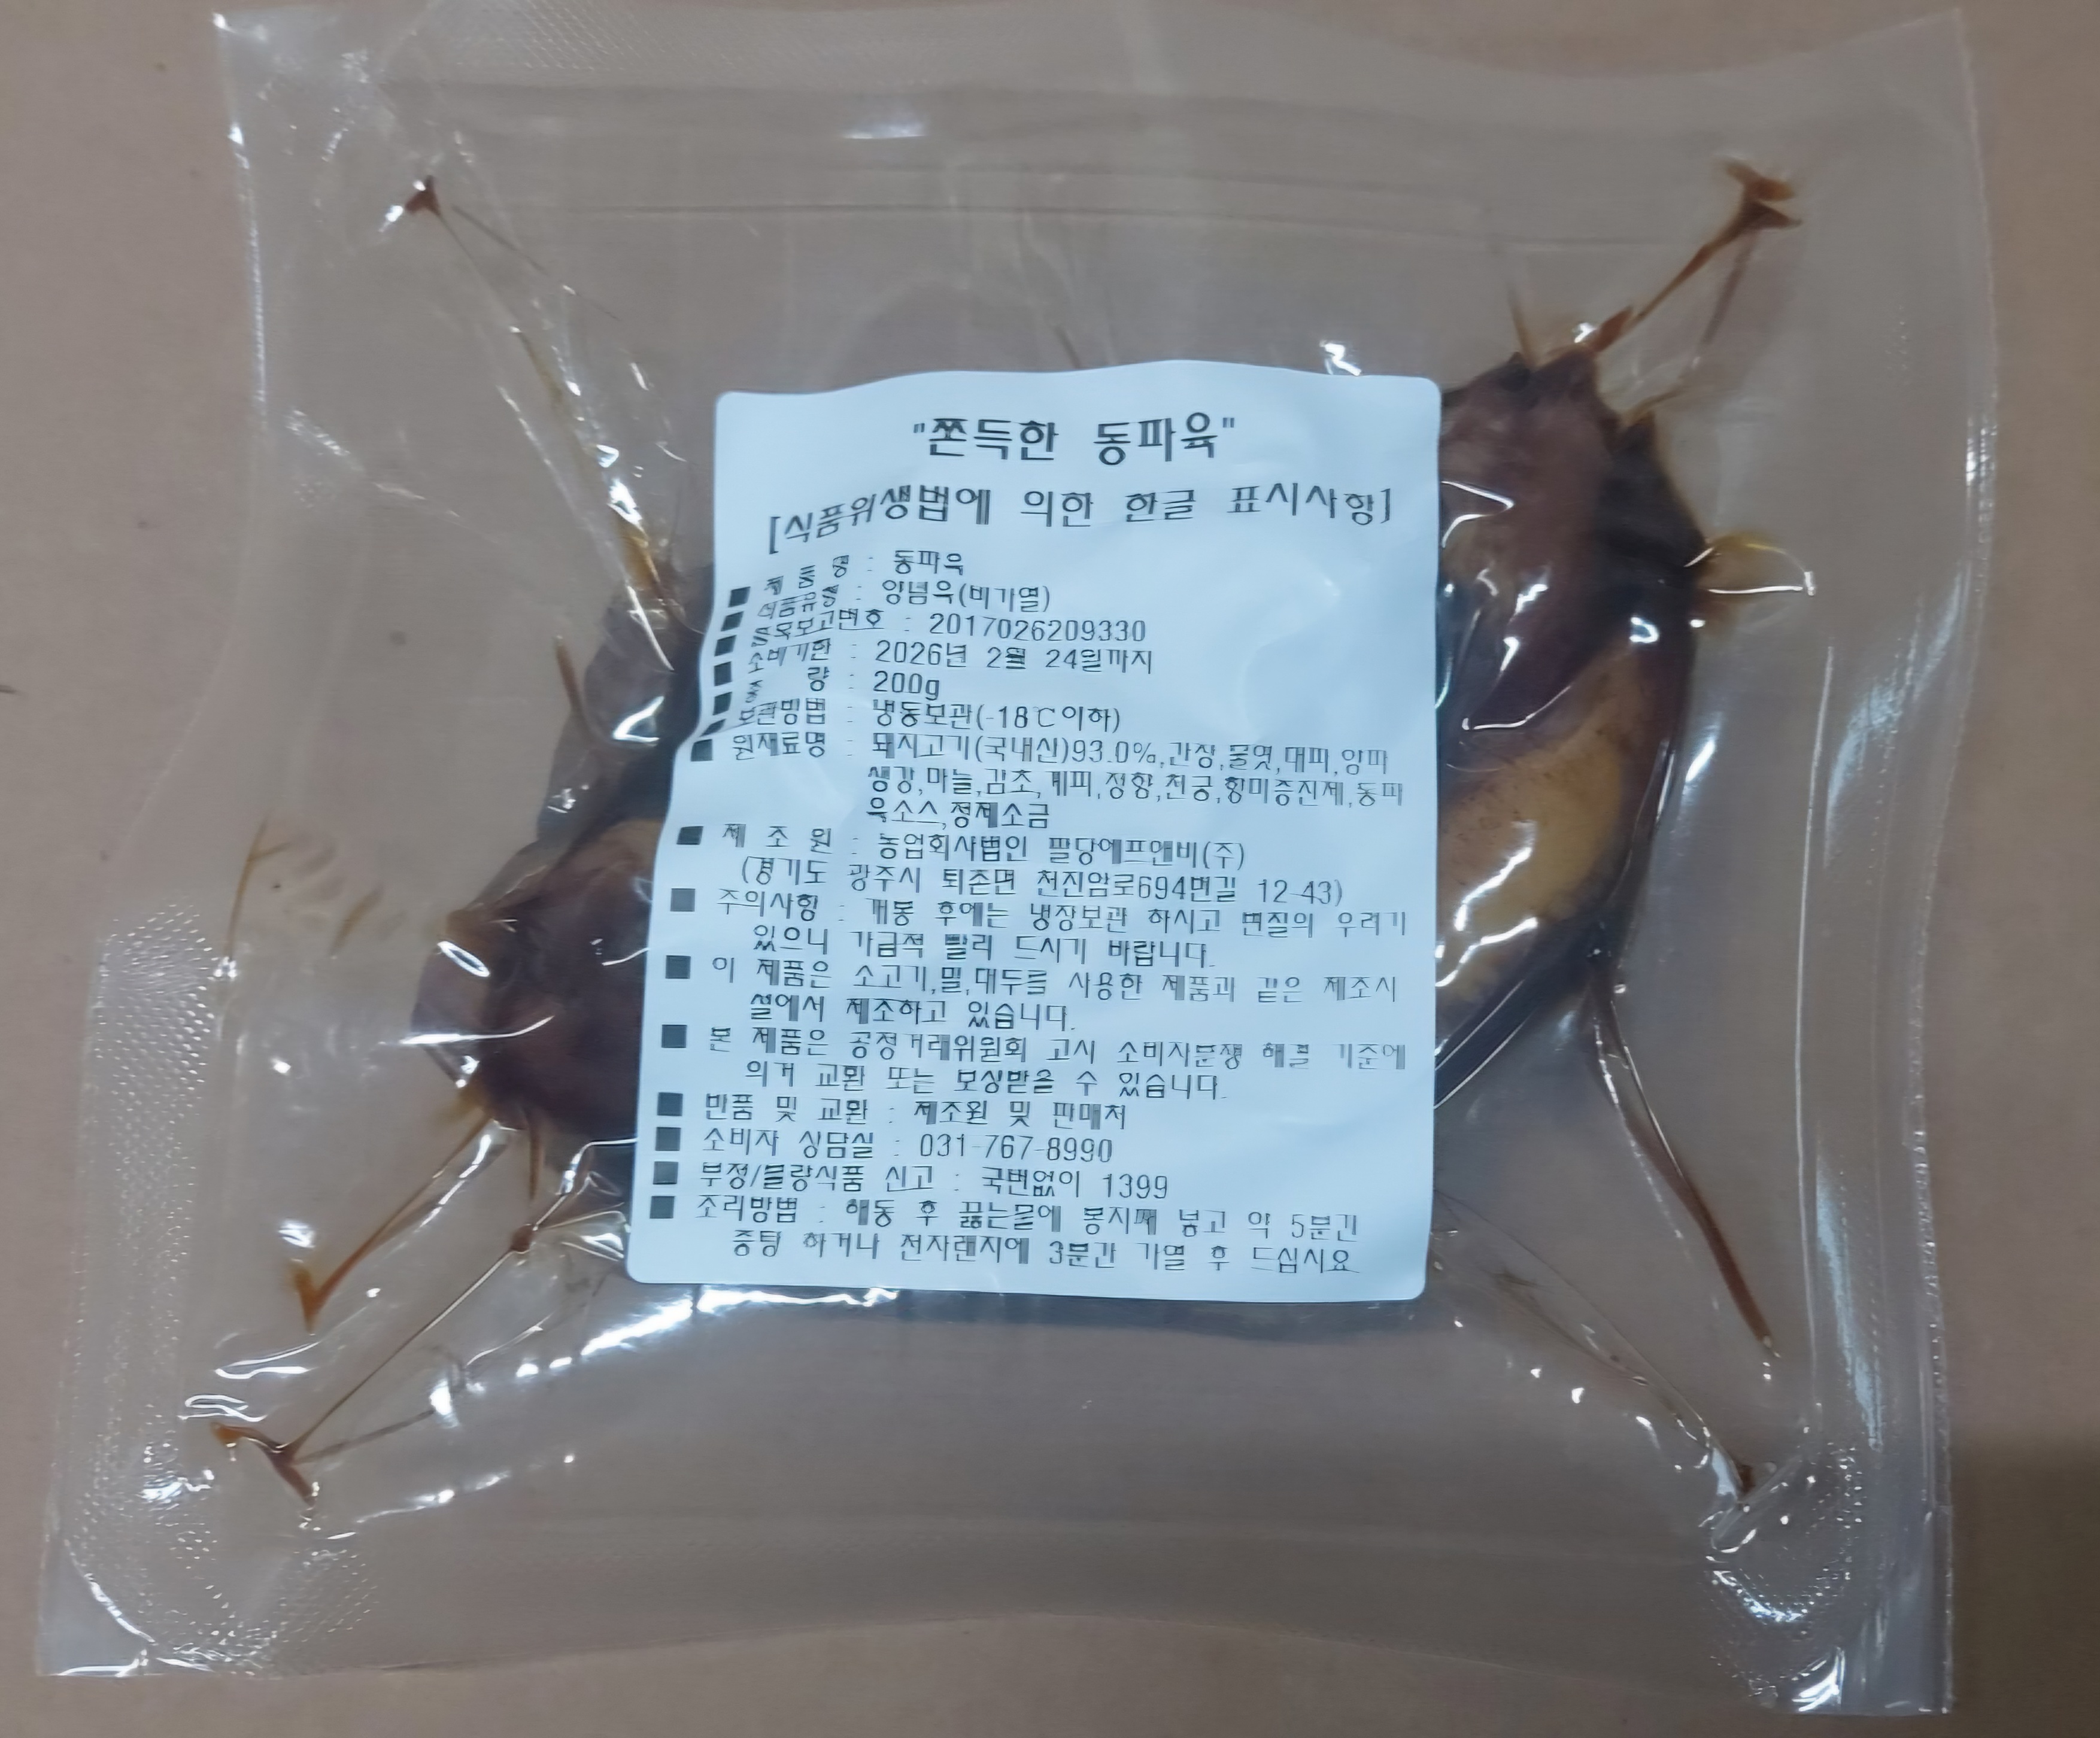 "쫀득한 동파육"
[식품위생법에 의한 한글 표시사항]
■ 제 품 명 : 동파육
■ 식품유형 : 양념육(비가열)
■ 품목보고번호 : 2017026209330
■ 소비기한 : 2026년 2월 24일까지
■ 량 : 200g
■ 보관방법 : 냉동보관(-18℃이하)
■ 원재료명 : 돼지고기(국내산)93.0%,간장,물엿,대파,양파
생강,마늘,감초,계피,정향,천궁,향미증진제,동파
육소스,정제소금
■ 제 조 원 : 농업회사법인 팔당에프앤비(주)
(경기도 광주시 퇴촌면 천진암로694번길 12-43)
■ 주의사항 : 개봉 후에는 냉장보관 하시고 변질의 우려가
있으니 가급적 빨리 드시기 바랍니다.
■ 이 제품은 소고기,밀,대두를 사용한 제품과 같은 제조시
설에서 제조하고 있습니다.
■ 본 제품은 공정거래위원회 고시 소비자분쟁 해결 기준에
의거 교환 또는 보상받을 수 있습니다.
■ 반품 및 교환 : 제조원 및 판매처
■ 소비자 상담실 : 031-767-8990
■ 부정/불량식품 신고 : 국번없이 1399
■ 조리방법 : 해동 후 끓는물에 봉지째 넣고 약 5분간
중탕 하거나 전자랜지에 3분간 가열 후 드십시요